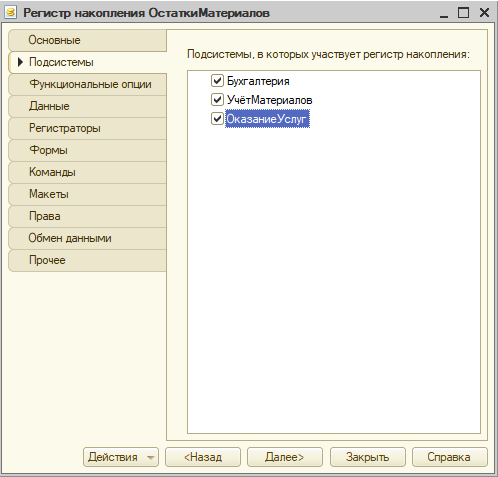 Регистр накопления ОстаткиМатериалов
Основные
Подсистемы
Функциональные опции
Данные
Регистраторы
Формы
Команды
Макеты
Права
Обмен данными
Прочее
Подсистемы, в которых участвует регистр накопления:
Бухгалтерия
УчётМатериалов
ОказаниеУслуг
Действия
<Назад
Далее>
Закрыть
Справка